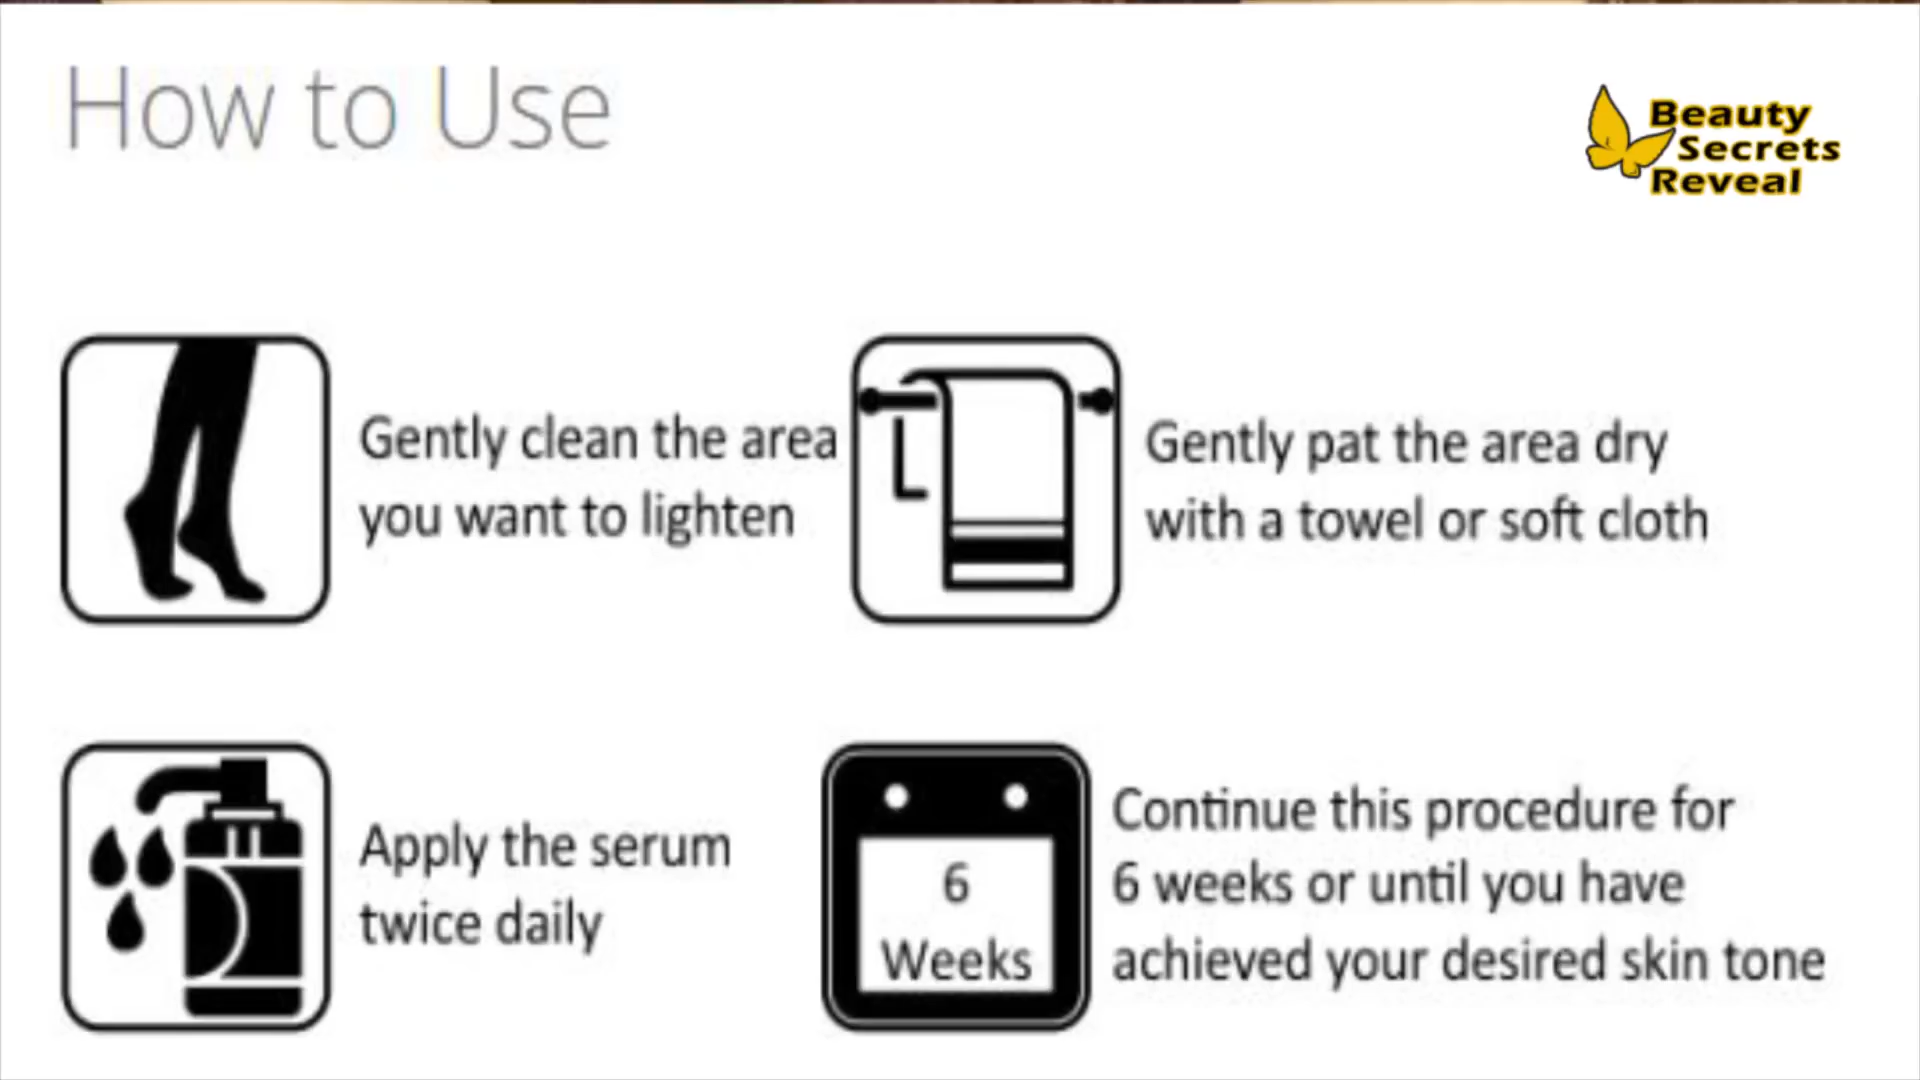 How to Use
Beauty
Secrets
Reveal
Gently clean the area
you want to lighten
Gently pat the area dry
with a towel or soft cloth
Apply the serum
twice daily
6
Weeks
Continue this procedure for
6 weeks or until you have
achieved your desired skin tone